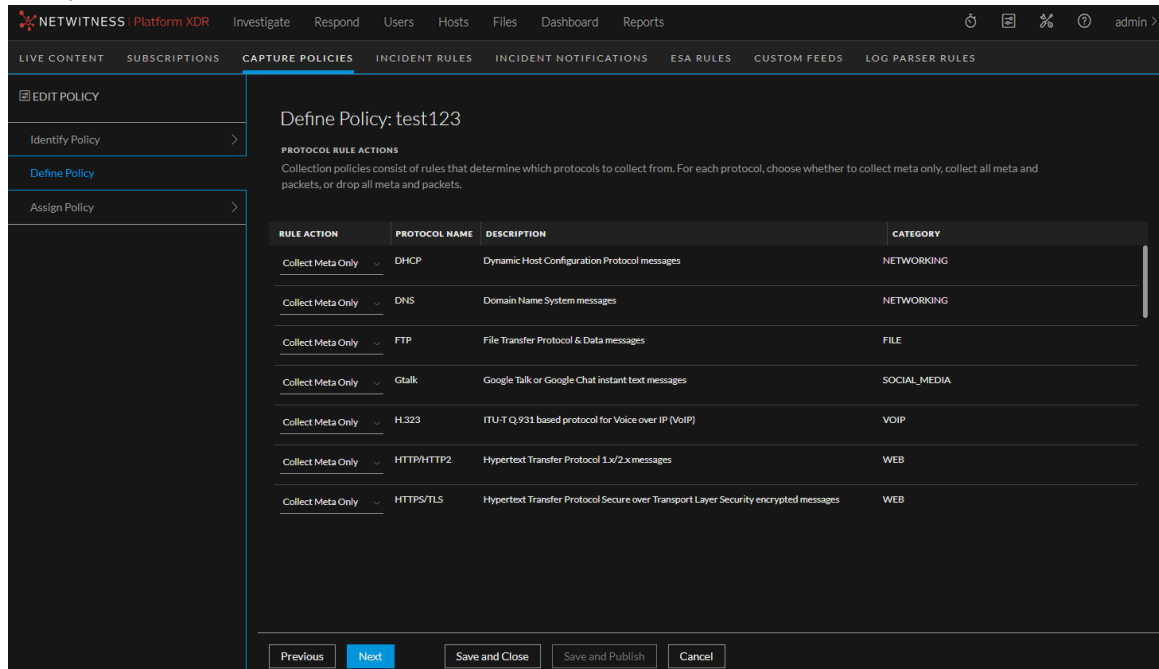 NETWITNESS | Platform XDR Investigate Respond Users Hosts Files Dashboard Reports admin
LIVE CONTENT SUBSCRIPTIONS CAPTURE POLICIES INCIDENT RULES INCIDENT NOTIFICATIONS ESA RULES CUSTOM FEEDS LOG PARSER RULES
EDIT POLICY
Identify Policy
Define Policy
Assign Policy
Define Policy: test123
PROTOCOL RULE ACTIONS
Collection policies consist of rules that determine which protocols to collect from. For each protocol, choose whether to collect meta only, collect all meta and
packets, or drop all meta and packets.
RULE ACTION PROTOCOL NAME DESCRIPTION CATEGORY
Collect Meta Only DHCP Dynamic Host Configuration Protocol messages NETWORKING
Collect Meta Only DNS Domain Name System messages NETWORKING
Collect Meta Only FTP File Transfer Protocol & Data messages FILE
Collect Meta Only Gtalk Google Talk or Google Chat instant text messages SOCIAL_MEDIA
Collect Meta Only H.323 ITU-T Q.931 based protocol for Voice over IP (VoIP) VOIP
Collect Meta Only HTTP/HTTP2 Hypertext Transfer Protocol 1.x/2.x messages WEB
Collect Meta Only HTTPS/TLS Hypertext Transfer Protocol Secure over Transport Layer Security encrypted messages WEB
Previous Next Save and Close Save and Publish Cancel